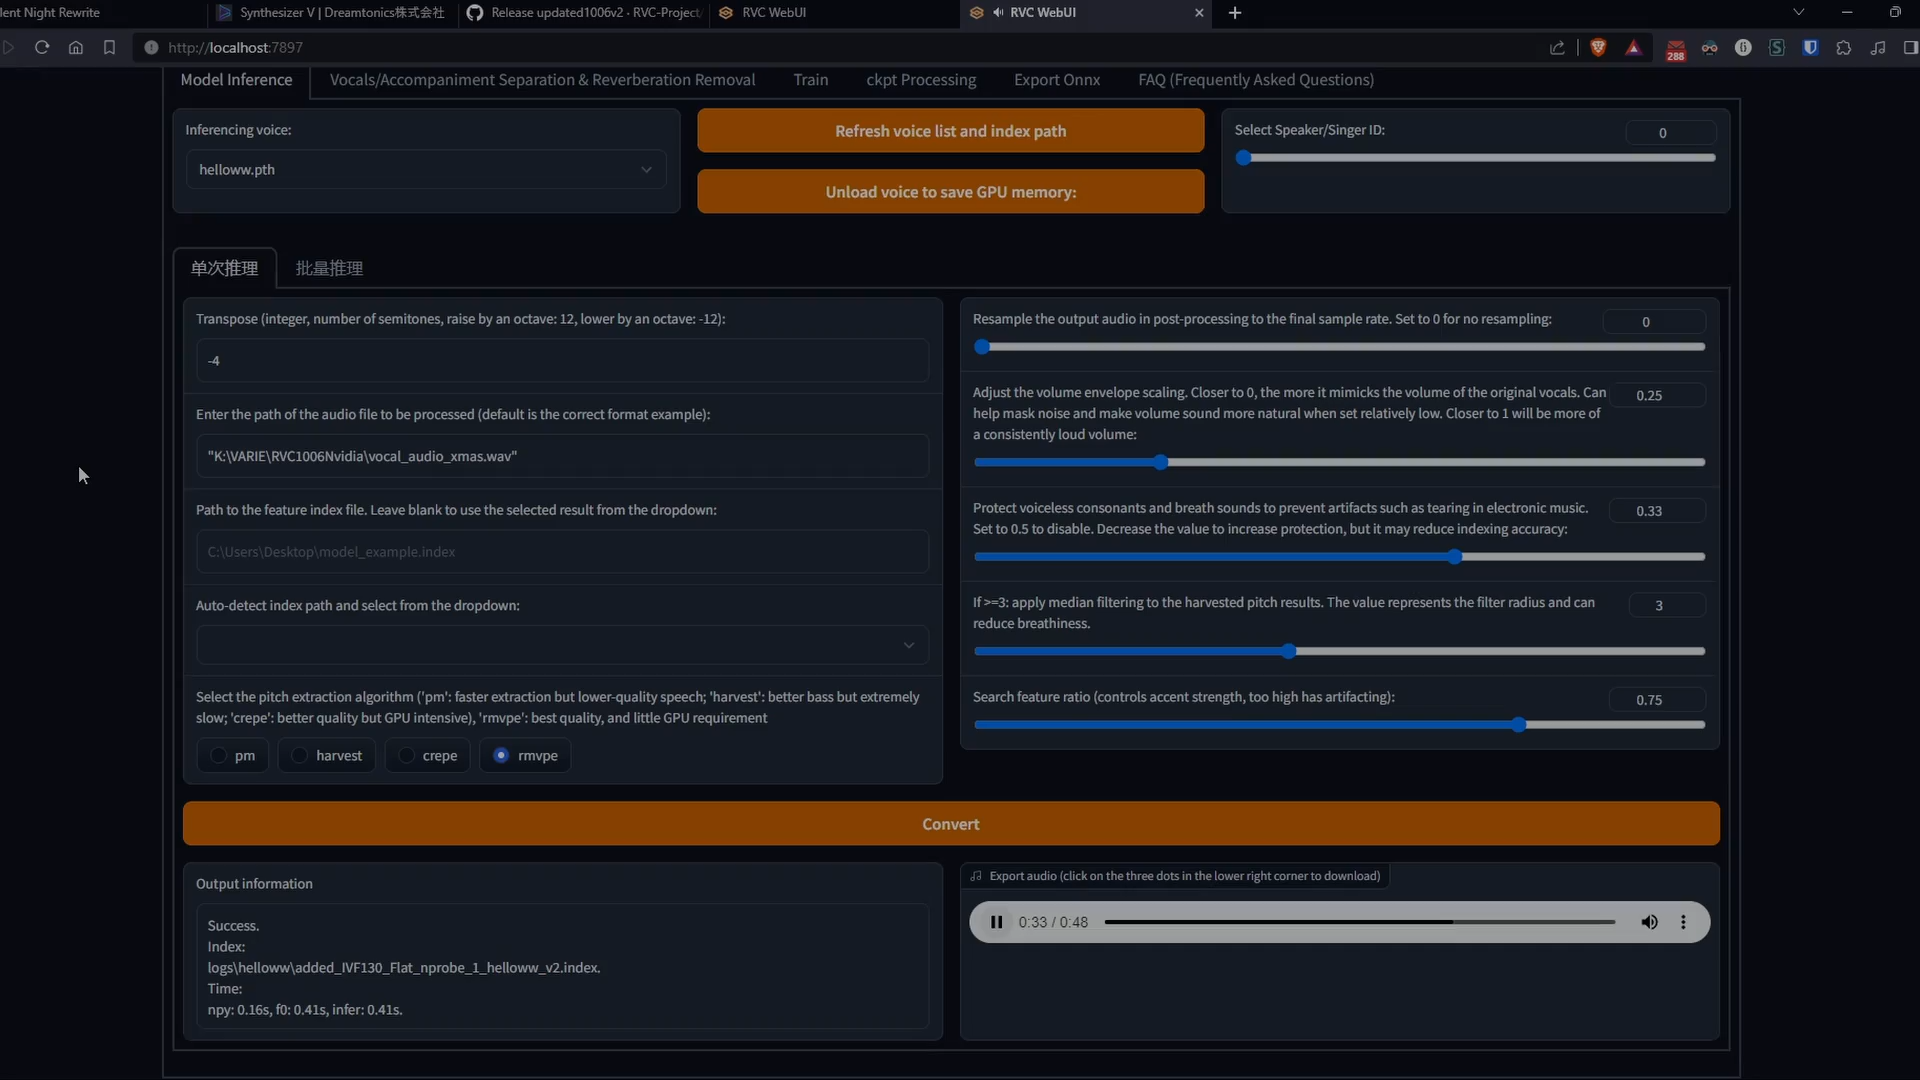 lent Night Rewrite
Synthesizer V | Dreamtonics株式会社
Release updated1006v2 · RVC-Project/
RVC WebUI
RVC WebUI
http://localhost:7897
288
Model Inference
Vocals/Accompaniment Separation & Reverberation Removal
Train
ckpt Processing
Export Onnx
FAQ (Frequently Asked Questions)
Inferencing voice:
helloww.pth
Refresh voice list and index path
Unload voice to save GPU memory:
Select Speaker/Singer ID:
0
单次推理
批量推理
Transpose (integer, number of semitones, raise by an octave: 12, lower by an octave: -12):
-4
Enter the path of the audio file to be processed (default is the correct format example):
"K:\VARIE\RVC1006Nvidia\vocal_audio_xmas.wav"
Path to the feature index file. Leave blank to use the selected result from the dropdown:
C:\Users\Desktop\model_example.index
Auto-detect index path and select from the dropdown:
Select the pitch extraction algorithm ('pm': faster extraction but lower-quality speech; 'harvest': better bass but extremely
slow; 'crepe': better quality but GPU intensive), 'rmvpe': best quality, and little GPU requirement
pm
harvest
crepe
rmvpe
Resample the output audio in post-processing to the final sample rate. Set to 0 for no resampling:
0
Adjust the volume envelope scaling. Closer to 0, the more it mimicks the volume of the original vocals. Can
help mask noise and make volume sound more natural when set relatively low. Closer to 1 will be more of
a consistently loud volume:
0.25
Protect voiceless consonants and breath sounds to prevent artifacts such as tearing in electronic music.
Set to 0.5 to disable. Decrease the value to increase protection, but it may reduce indexing accuracy:
0.33
If >=3: apply median filtering to the harvested pitch results. The value represents the filter radius and can
reduce breathiness.
3
Search feature ratio (controls accent strength, too high has artifacting):
0.75
Convert
Output information
Success.
Index:
logs\helloww\added_IVF130_Flat_nprobe_1_helloww_v2.index.
Time:
npy: 0.16s, f0: 0.41s, infer: 0.41s.
Export audio (click on the three dots in the lower right corner to download)
0:33 / 0:48